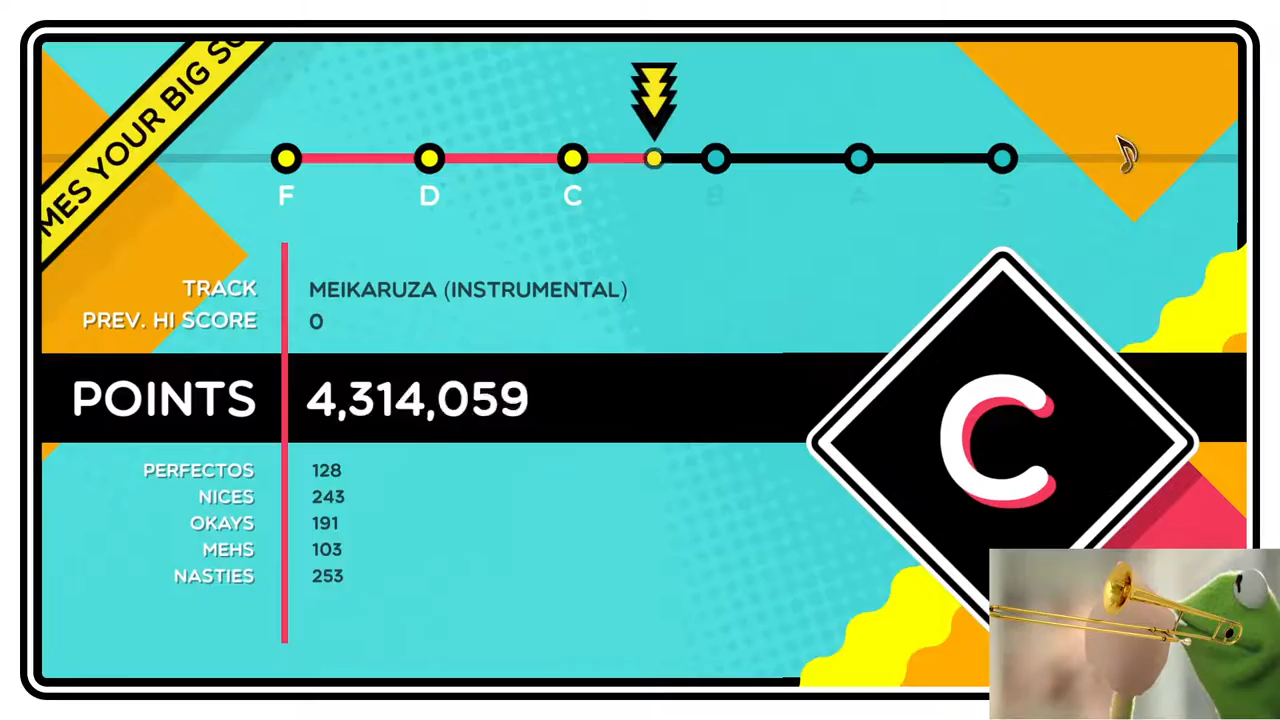 MES YOUR BIG SC
F D C B A S
TRACK MEIKARUZA (INSTRUMENTAL)
PREV. HI SCORE 0
POINTS 4,314,059
C
PERFECTOS 128
NICES 243
OKAYS 191
MEHS 103
NASTIES 253